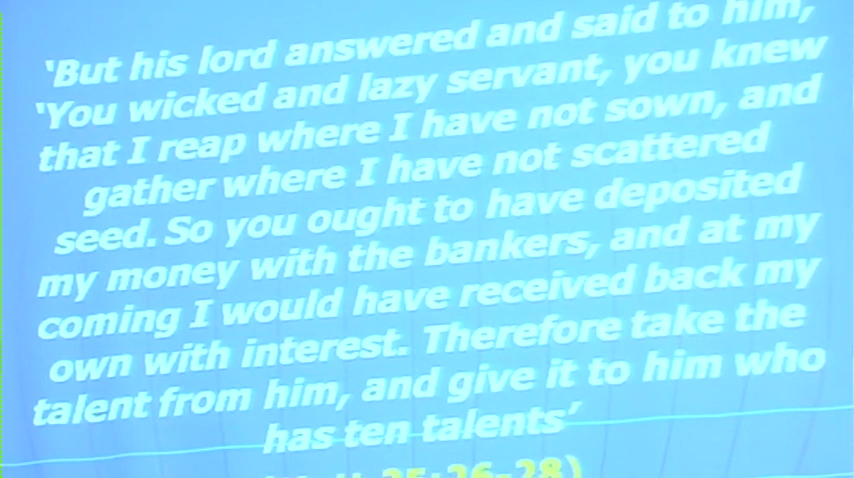 ‘But his lord answered and said to him,
‘You wicked and lazy servant, you knew
that I reap where I have not sown, and
gather where I have not scattered
seed. So you ought to have deposited
my money with the bankers, and at my
coming I would have received back my
own with interest. Therefore take the
talent from him, and give it to him who
has ten talents’
25:26-28)